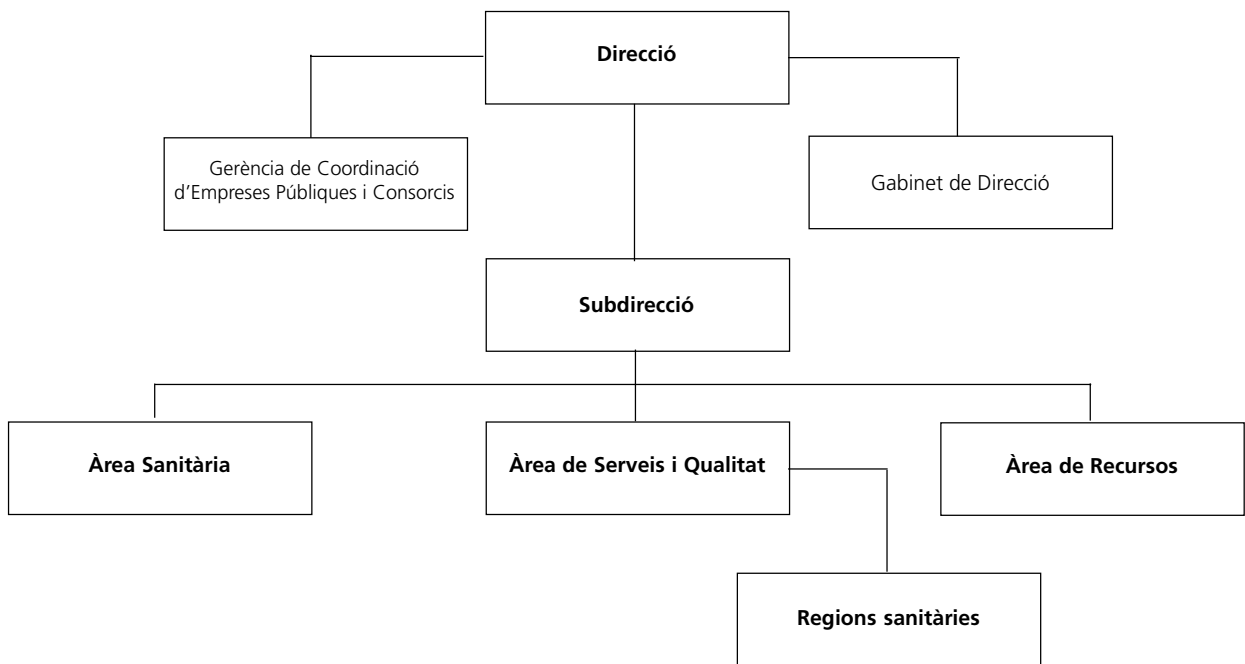 Direcció
Gerència de Coordinació
d’Empreses Públiques i Consorcis
Gabinet de Direcció
Subdirecció
Àrea Sanitària
Àrea de Serveis i Qualitat
Àrea de Recursos
Regions sanitàries